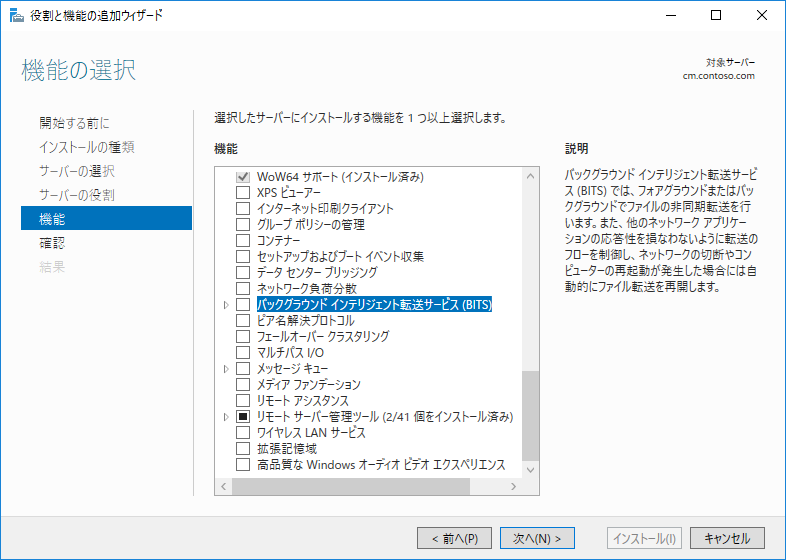 役割と機能の追加ウィザード
機能の選択
対象サーバー
cm.contoso.com
開始する前に
インストールの種類
サーバーの選択
サーバーの役割
機能
確認
結果
選択したサーバーにインストールする機能を 1 つ以上選択します。
機能
WoW64 サポート (インストール済み)
XPS ビューアー
インターネット印刷クライアント
グループ ポリシーの管理
コンテナー
セットアップおよびブート イベント収集
データ センター ブリッジング
ネットワーク負荷分散
バックグラウンド インテリジェント転送サービス (BITS)
ピア名解決プロトコル
フェールオーバー クラスタリング
マルチパス I/O
メッセージ キュー
メディア ファンデーション
リモート アシスタンス
リモート サーバー管理ツール (2/41 個をインストール済み)
ワイヤレス LAN サービス
拡張記憶域
高品質な Windows オーディオ ビデオ エクスペリエンス
説明
バックグラウンド インテリジェント転送サービ
ス (BITS) では、フォアグラウンドまたはバッ
クグラウンドでファイルの非同期転送を行
います。また、他のネットワーク アプリケー
ションの応答性を損なわないように転送の
フローを制御し、ネットワークの切断やコン
ピューターの再起動が発生した場合には自
動的にファイル転送を再開します。
< 前へ(P)
次へ(N) >
インストール(I)
キャンセル